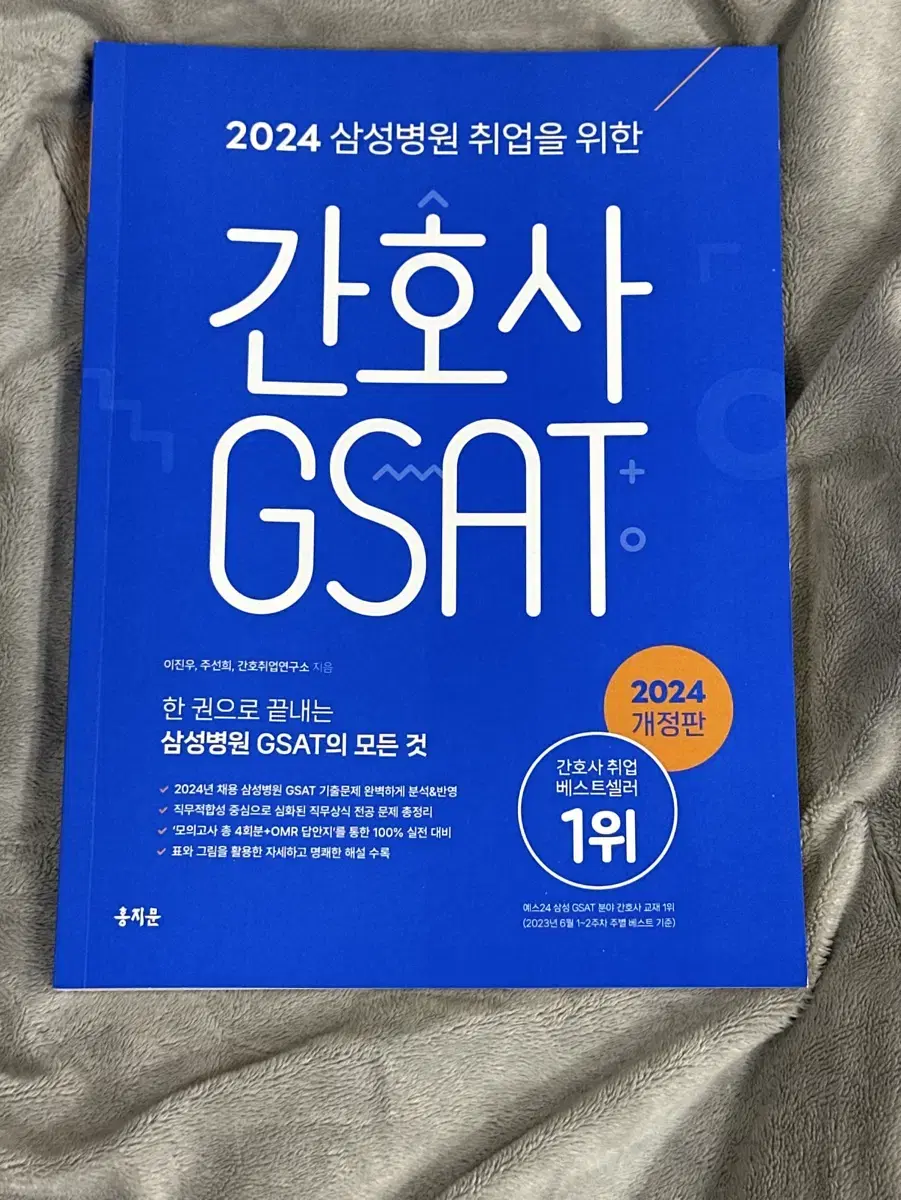 2024 삼성병원 취업을 위한
간호사
GSAT
이진우, 주선희, 간호취업연구소 지음
한 권으로 끝내는
삼성병원 GSAT의 모든 것
2024년 채용 삼성병원 GSAT 기출문제 완벽하게 분석&반영
직무적합성 중심으로 심화된 직무상식 전공 문제 총정리
'모의고사 총 4회분+OMR 답안지'를 통한 100% 실전 대비
표와 그림을 활용한 자세하고 명쾌한 해설 수록
2024
개정판
간호사 취업
베스트셀러
1위
예스24 삼성 GSAT 분야 간호사 교재 1위
(2023년 6월 1~2주차 주별 베스트 기준)
홍지문